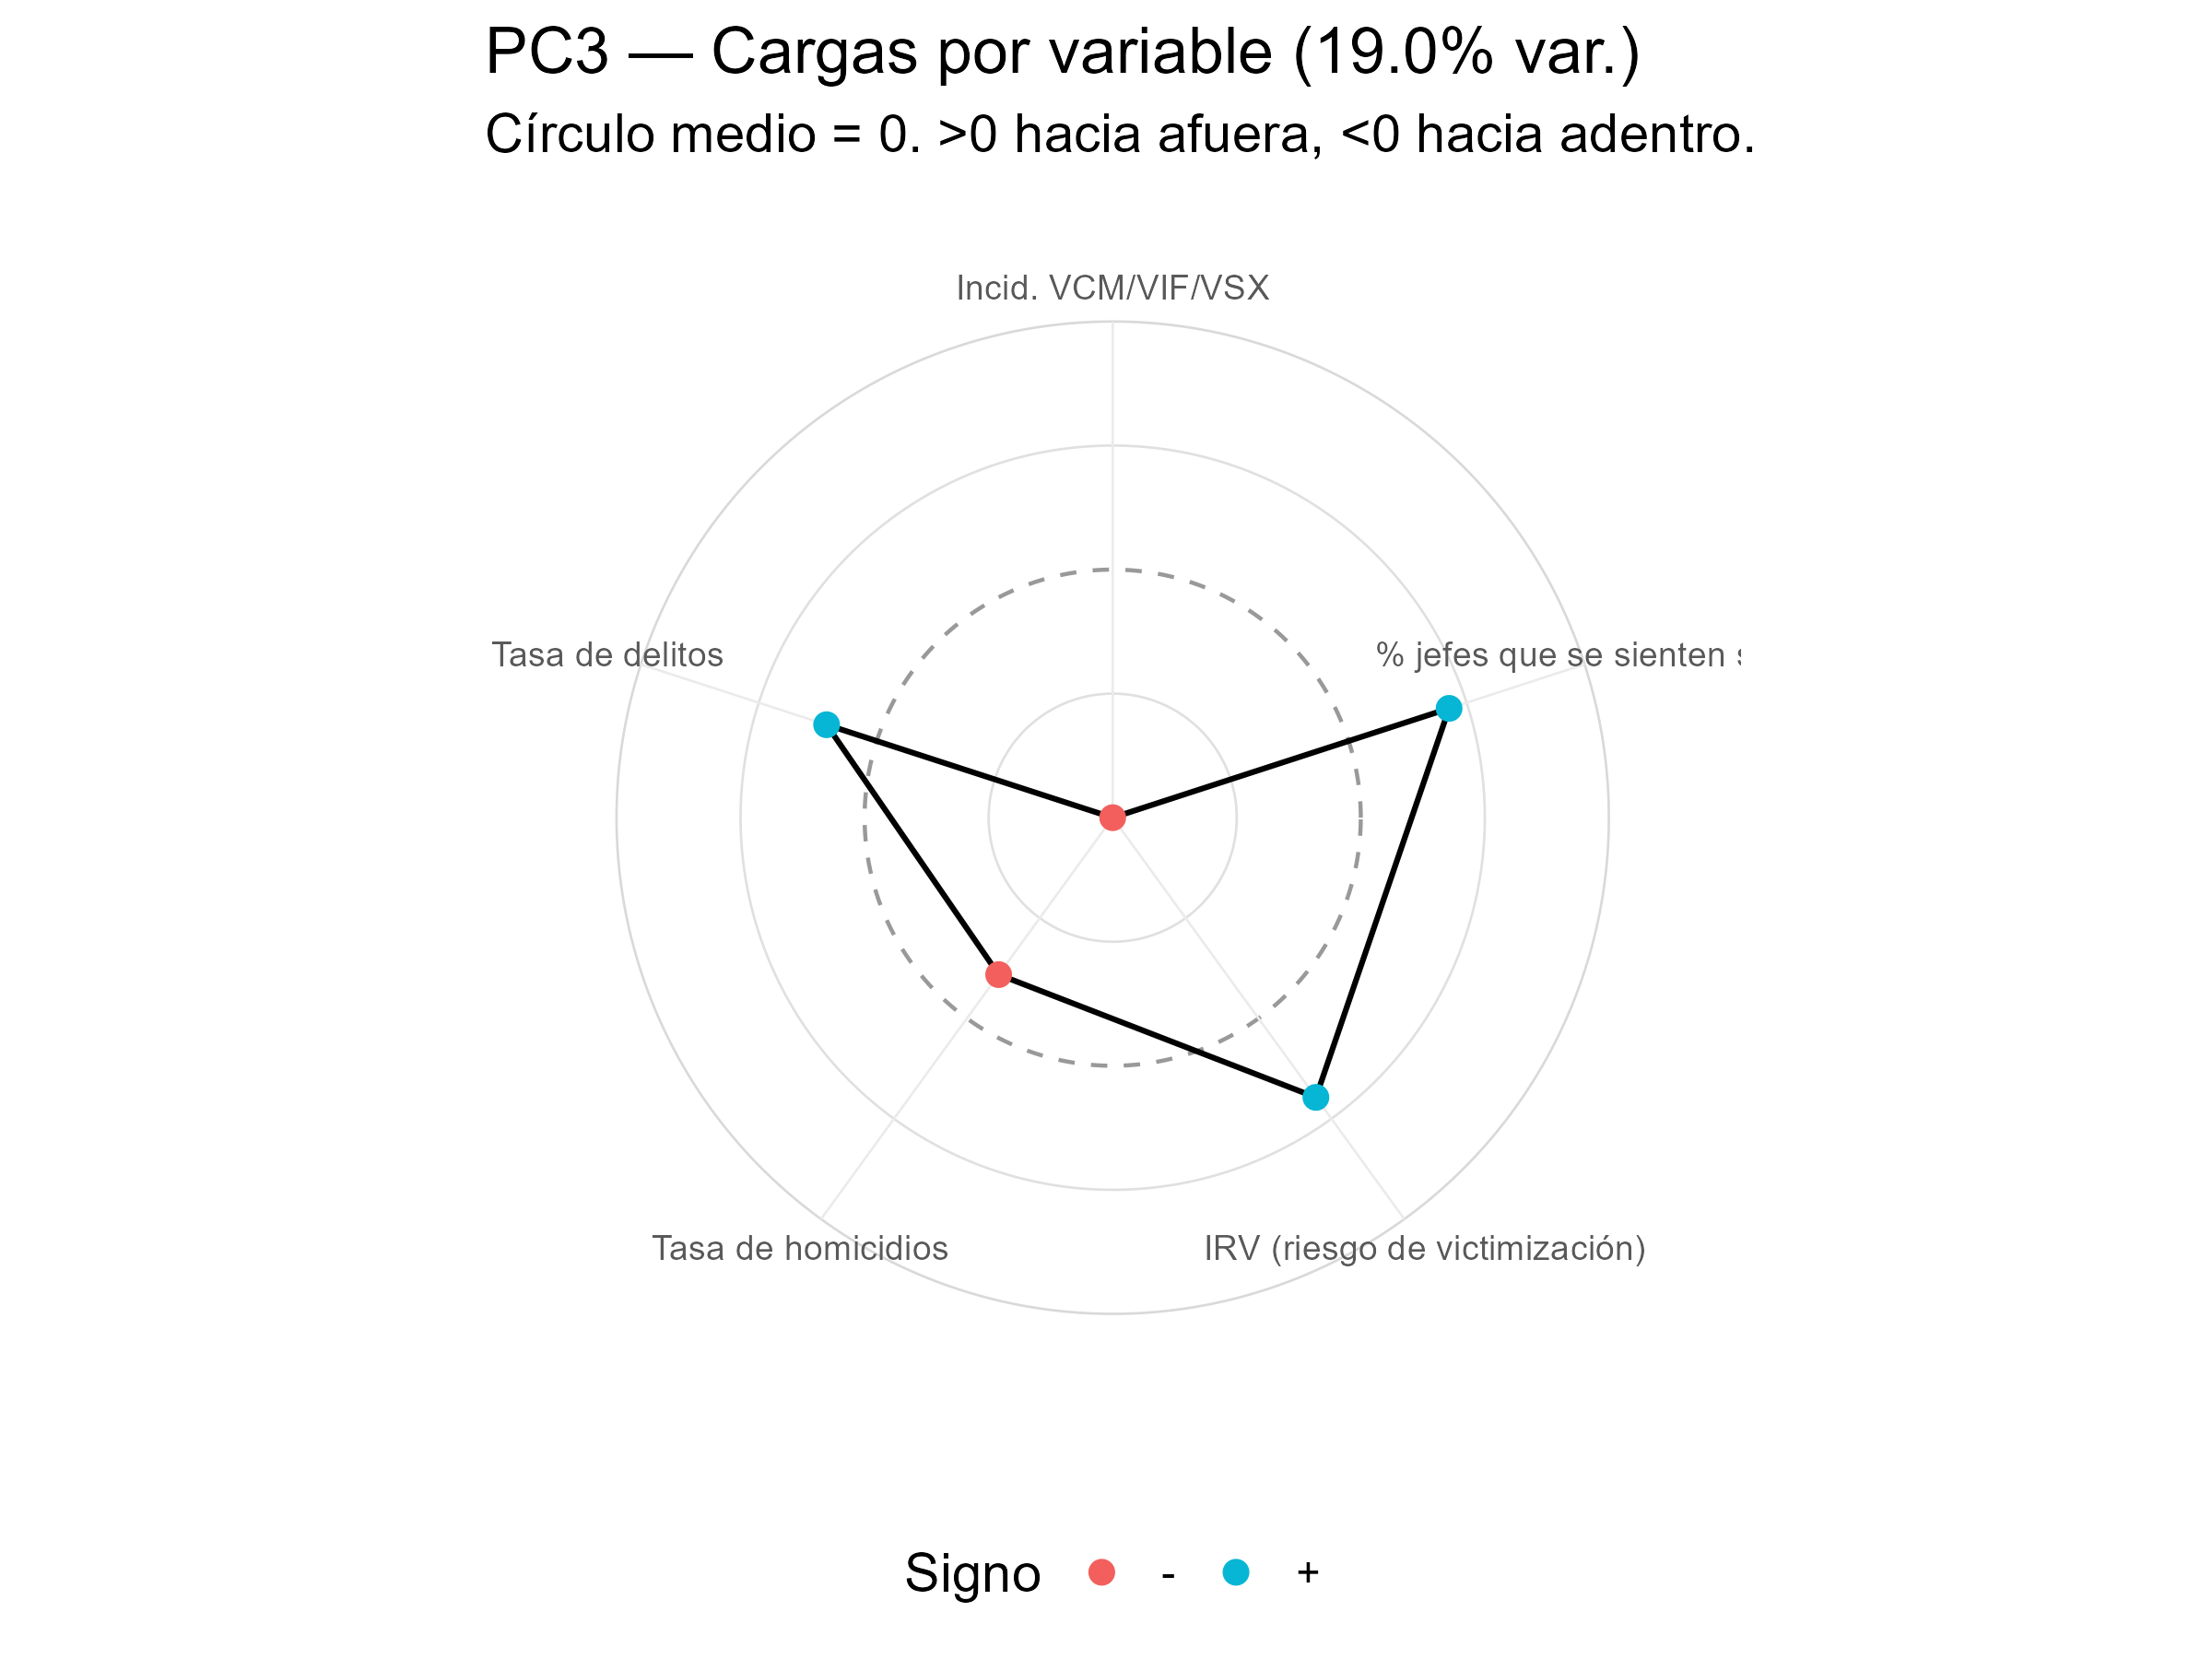 PC3 — Cargas por variable (19.0% var.)
Círculo medio = 0. >0 hacia afuera, <0 hacia adentro.
Incid. VCM/VIF/VSX
Tasa de delitos
% jefes que se sienten
Tasa de homicidios
IRV (riesgo de victimización)
Signo - +